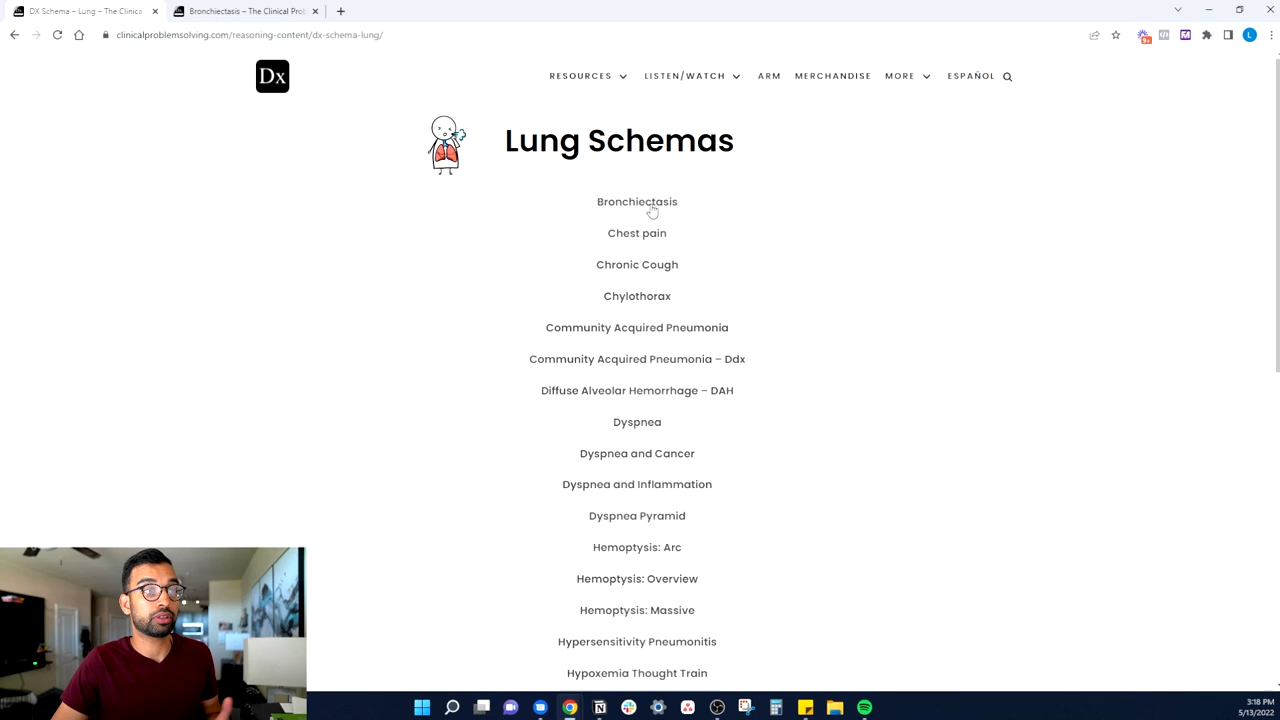 DX Schema – Lung – The Clinical
Bronchiectasis – The Clinical Prob
clinicalproblemsolving.com/reasoning-content/dx-schema-lung/
9+
L
Dx
RESOURCES
LISTEN/WATCH
ARM
MERCHANDISE
MORE
ESPAÑOL
Lung Schemas
Bronchiectasis
Chest pain
Chronic Cough
Chylothorax
Community Acquired Pneumonia
Community Acquired Pneumonia – Ddx
Diffuse Alveolar Hemorrhage – DAH
Dyspnea
Dyspnea and Cancer
Dyspnea and Inflammation
Dyspnea Pyramid
Hemoptysis: Arc
Hemoptysis: Overview
Hemoptysis: Massive
Hypersensitivity Pneumonitis
Hypoxemia Thought Train
3:18 PM
5/13/2022